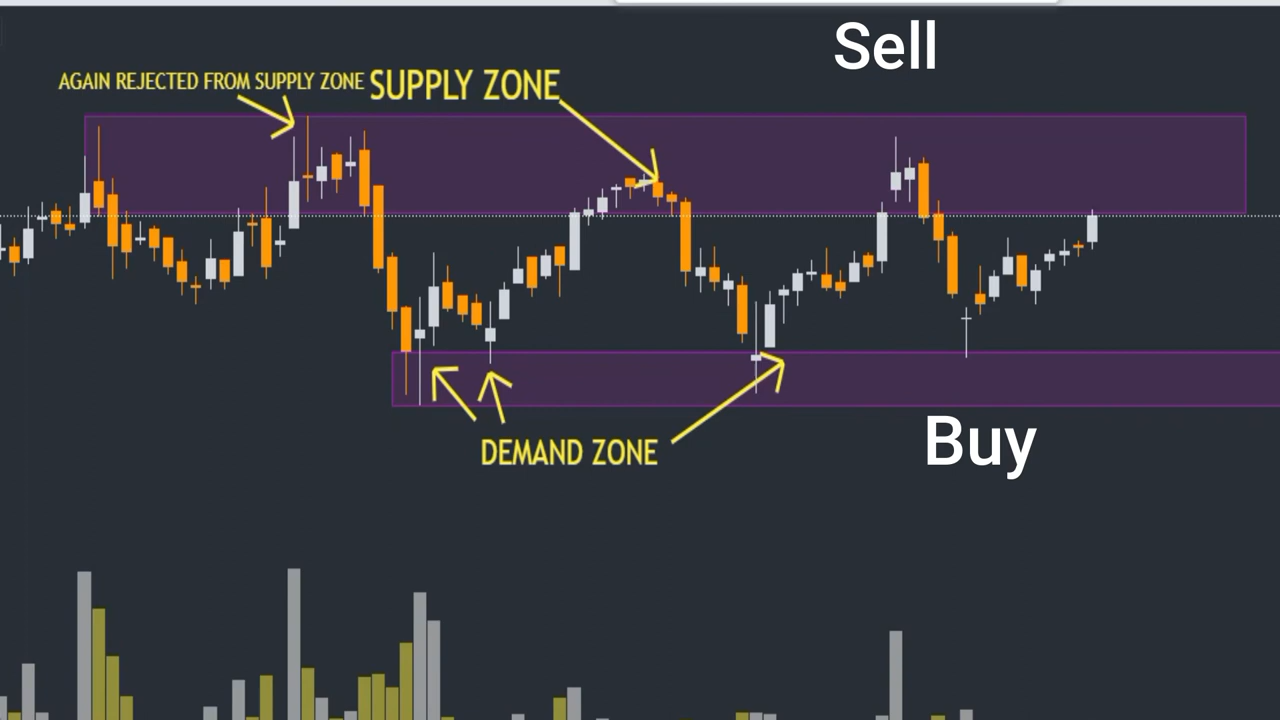 Sell
AGAIN REJECTED FROM SUPPLY ZONE
SUPPLY ZONE
Buy
DEMAND ZONE